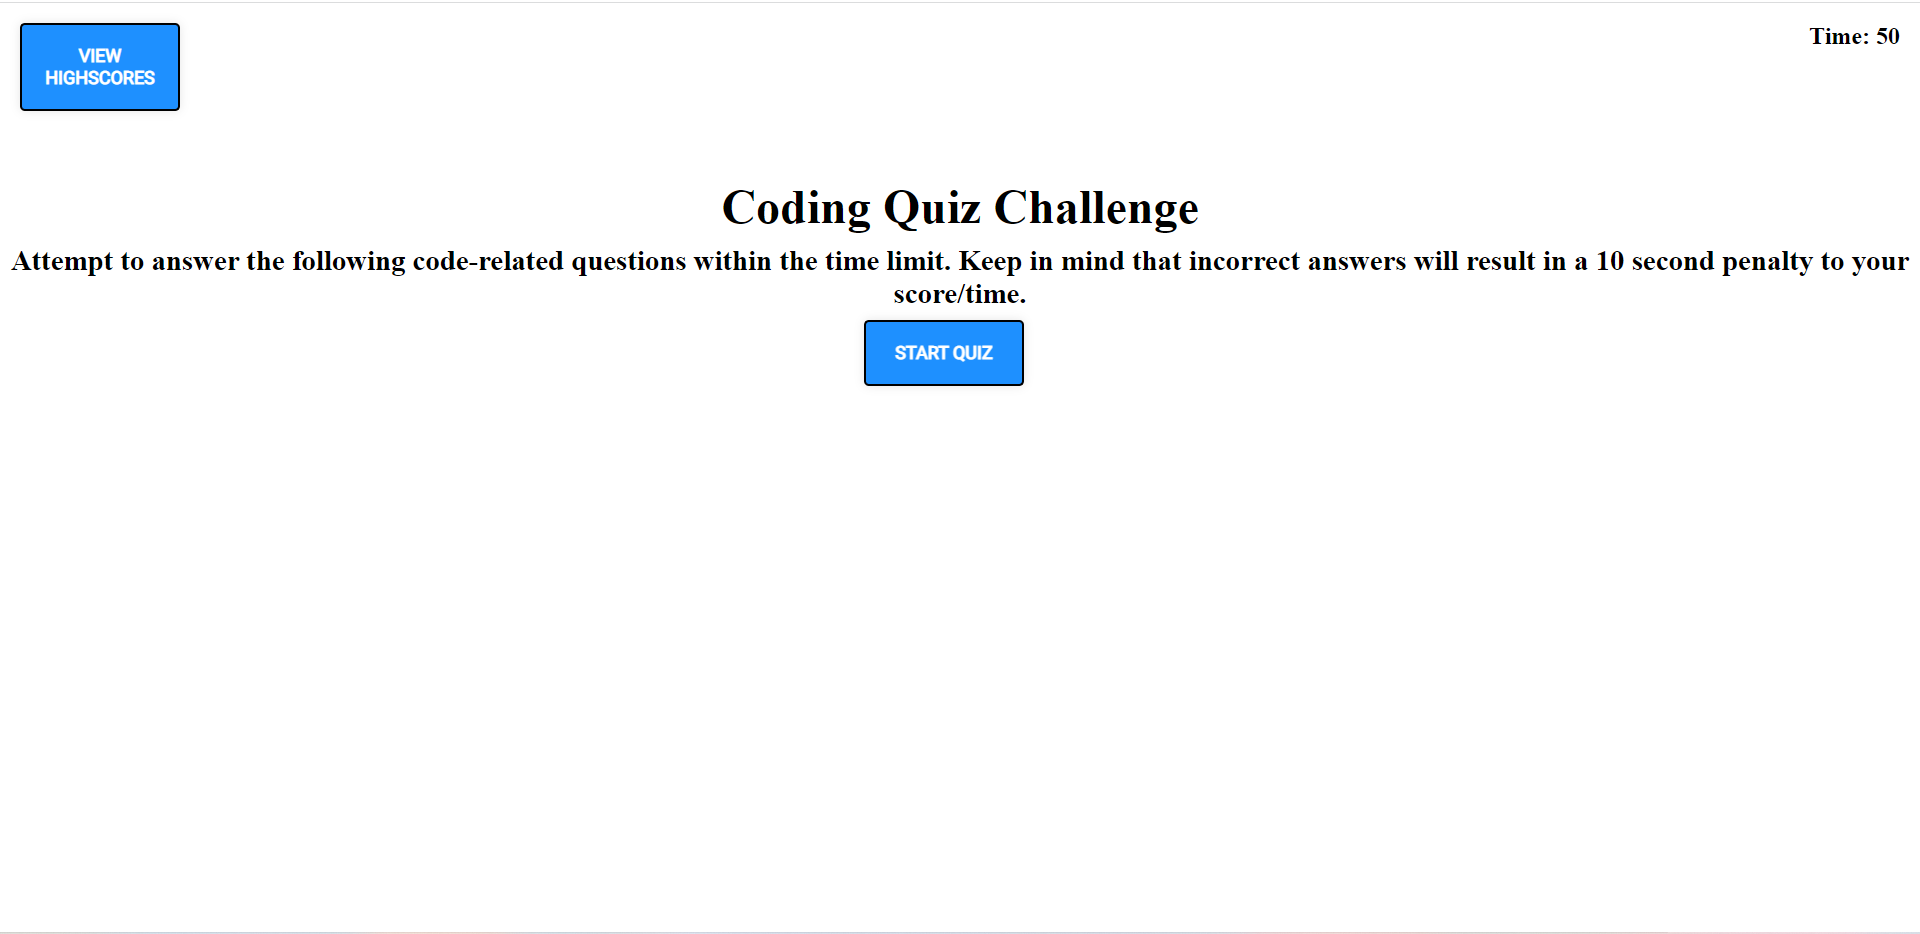 VIEW
HIGHSCORES
Time: 50
Coding Quiz Challenge
Attempt to answer the following code-related questions within the time limit. Keep in mind that incorrect answers will result in a 10 second penalty to your
score/time.
START QUIZ